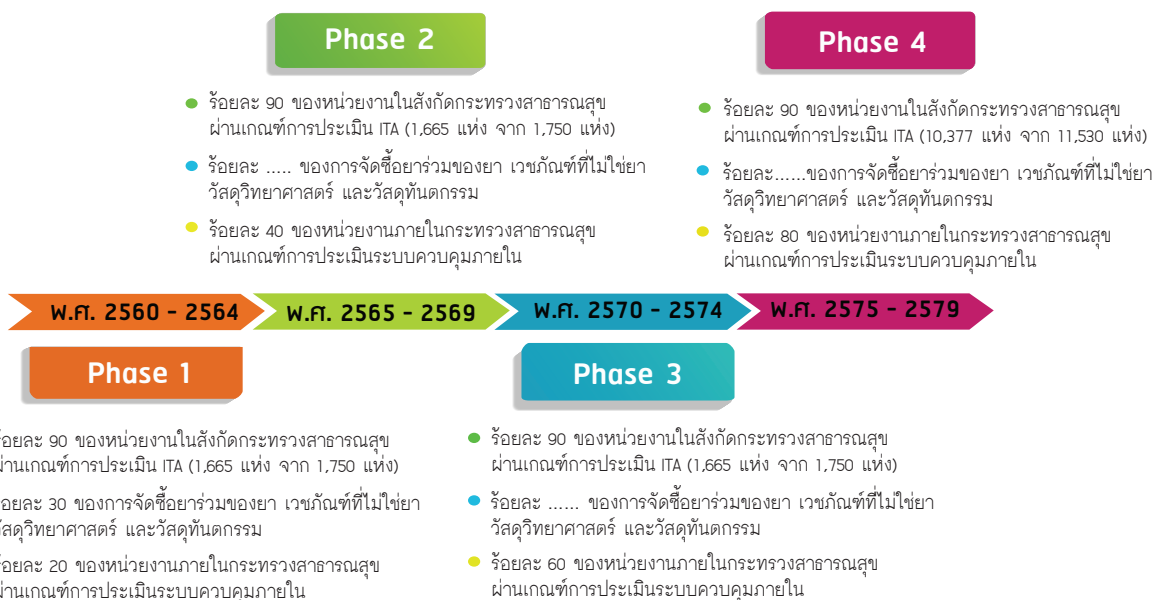 Phase 2
ร้อยละ 90 ของหน่วยงานในสังกัดกระทรวงสาธารณสุข
ผ่านเกณฑ์การประเมิน ITA (1,665 แห่ง จาก 1,750 แห่ง)
ร้อยละ ..... ของการจัดซื้อยาร่วมของยา เวชภัณฑ์ที่ไม่ใช่ยา
วัสดุวิทยาศาสตร์ และวัสดุทันตกรรม
ร้อยละ 40 ของหน่วยงานภายในกระทรวงสาธารณสุข
ผ่านเกณฑ์การประเมินระบบควบคุมภายใน
Phase 4
ร้อยละ 90 ของหน่วยงานในสังกัดกระทรวงสาธารณสุข
ผ่านเกณฑ์การประเมิน ITA (10,377 แห่ง จาก 11,530 แห่ง)
ร้อยละ......ของการจัดซื้อยาร่วมของยา เวชภัณฑ์ที่ไม่ใช่ยา
วัสดุวิทยาศาสตร์ และวัสดุทันตกรรม
ร้อยละ 80 ของหน่วยงานภายในกระทรวงสาธารณสุข
ผ่านเกณฑ์การประเมินระบบควบคุมภายใน
พ.ศ. 2560 - 2564
พ.ศ. 2565 - 2569
พ.ศ. 2570 - 2574
พ.ศ. 2575 - 2579
Phase 1
ร้อยละ 90 ของหน่วยงานในสังกัดกระทรวงสาธารณสุข
ผ่านเกณฑ์การประเมิน ITA (1,665 แห่ง จาก 1,750 แห่ง)
ร้อยละ 30 ของการจัดซื้อยาร่วมของยา เวชภัณฑ์ที่ไม่ใช่ยา
วัสดุวิทยาศาสตร์ และวัสดุทันตกรรม
ร้อยละ 20 ของหน่วยงานภายในกระทรวงสาธารณสุข
ผ่านเกณฑ์การประเมินระบบควบคุมภายใน
Phase 3
ร้อยละ 90 ของหน่วยงานในสังกัดกระทรวงสาธารณสุข
ผ่านเกณฑ์การประเมิน ITA (1,665 แห่ง จาก 1,750 แห่ง)
ร้อยละ ...... ของการจัดซื้อยาร่วมของยา เวชภัณฑ์ที่ไม่ใช่ยา
วัสดุวิทยาศาสตร์ และวัสดุทันตกรรม
ร้อยละ 60 ของหน่วยงานภายในกระทรวงสาธารณสุข
ผ่านเกณฑ์การประเมินระบบควบคุมภายใน